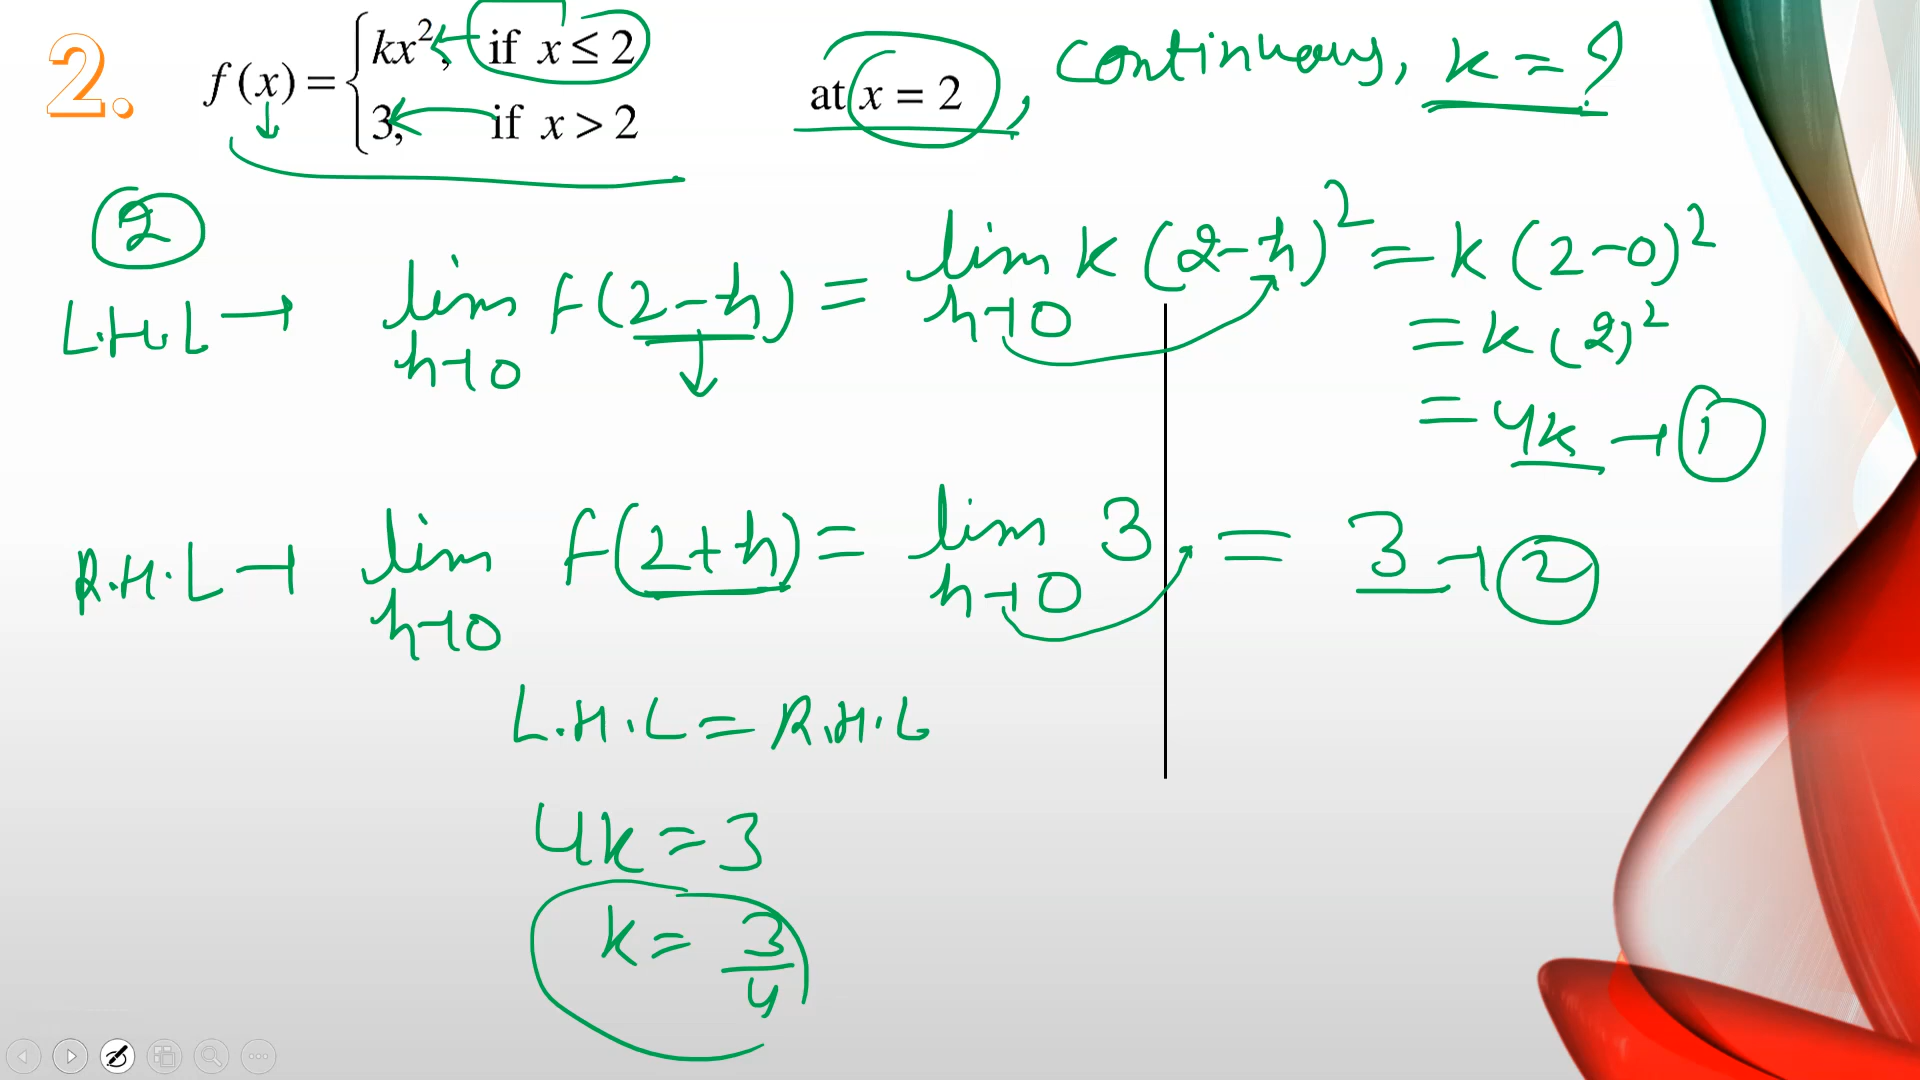 2. f(x) = { kx², if x ≤ 2
3, if x > 2
at x = 2, continuous, k = ?
2
L.H.L → lim h→0 f(2-h) = lim h→0 k(2-h)² = k(2-0)²
= k(2)²
= 4k → 1
R.H.L → lim h→0 f(2+h) = lim h→0 3 = 3 → 2
L.H.L = R.H.L
4k = 3
k = 3/4